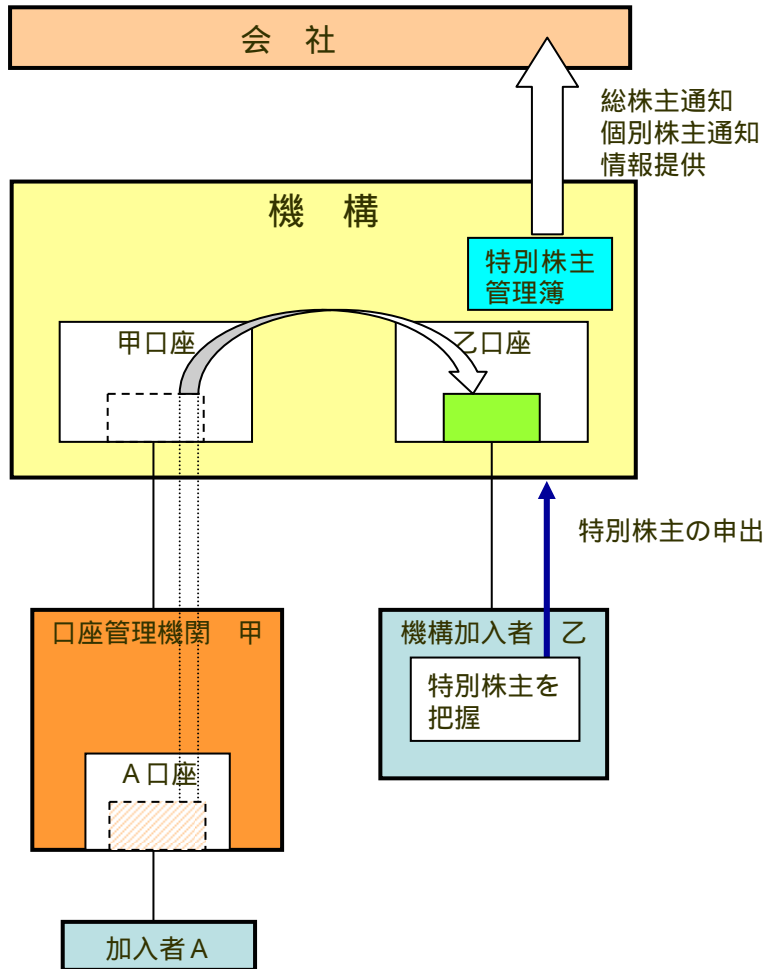 会　社
総株主通知
個別株主通知
情報提供
機　構
特別株主
管理簿
甲口座
乙口座
特別株主の申出
口座管理機関　甲
機構加入者　乙
特別株主を
把握
A口座
加入者A